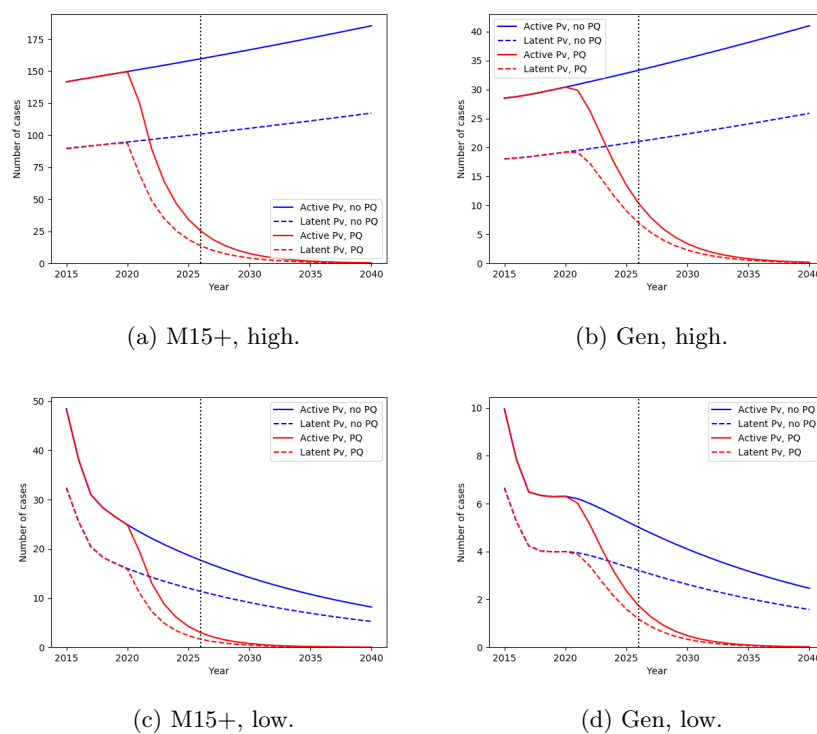 175
150
125
100
75
50
25
0
Number of cases
2015 2020 2025 2030 2035 2040
Year
Active Pv, no PQ
Latent Pv, no PQ
Active Pv, PQ
Latent Pv, PQ
(a) M15+, high.
40
35
30
25
20
15
10
5
0
Number of cases
2015 2020 2025 2030 2035 2040
Year
Active Pv, no PQ
Latent Pv, no PQ
Active Pv, PQ
Latent Pv, PQ
(b) Gen, high.
50
40
30
20
10
0
Number of cases
2015 2020 2025 2030 2035 2040
Year
Active Pv, no PQ
Latent Pv, no PQ
Active Pv, PQ
Latent Pv, PQ
(c) M15+, low.
10
8
6
4
2
0
Number of cases
2015 2020 2025 2030 2035 2040
Year
Active Pv, no PQ
Latent Pv, no PQ
Active Pv, PQ
Latent Pv, PQ
(d) Gen, low.